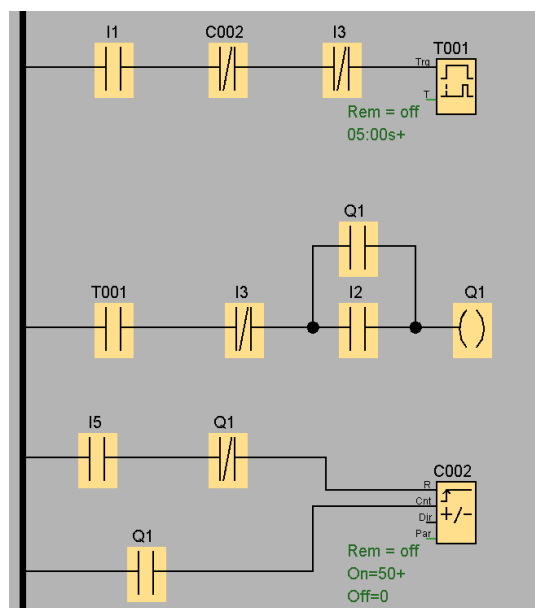 I1 C002 I3 T001
Trg
T
Rem = off
05:00s+
Q1
T001 I3 I2 Q1
I5 Q1
C002
R
Cnt
Dir
Par
+/−
Q1
Rem = off
On=50+
Off=0